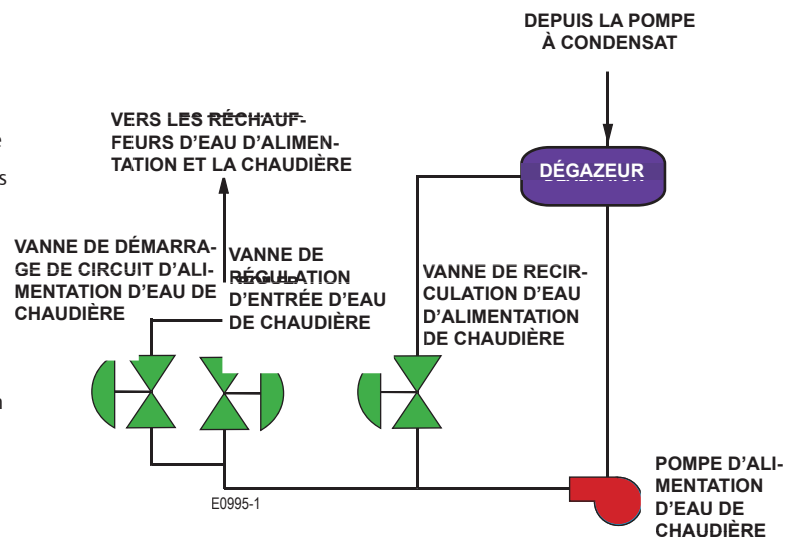 DEPUIS LA POMPE
À CONDENSAT
VERS LES RÉCHAUF-
FEURS D'EAU D'ALIMEN-
TATION ET LA CHAUDIÈRE
DÉGAZEUR
VANNE DE DÉMARRA-
GE DE CIRCUIT D'ALI-
MENTATION D'EAU DE
CHAUDIÈRE
VANNE DE
RÉGULATION
D'ENTRÉE D'EAU
DE CHAUDIÈRE
VANNE DE RECIR-
CULATION D'EAU
D'ALIMENTATION
DE CHAUDIÈRE
E0995-1
POMPE D'ALI-
MENTATION
D'EAU DE
CHAUDIÈRE